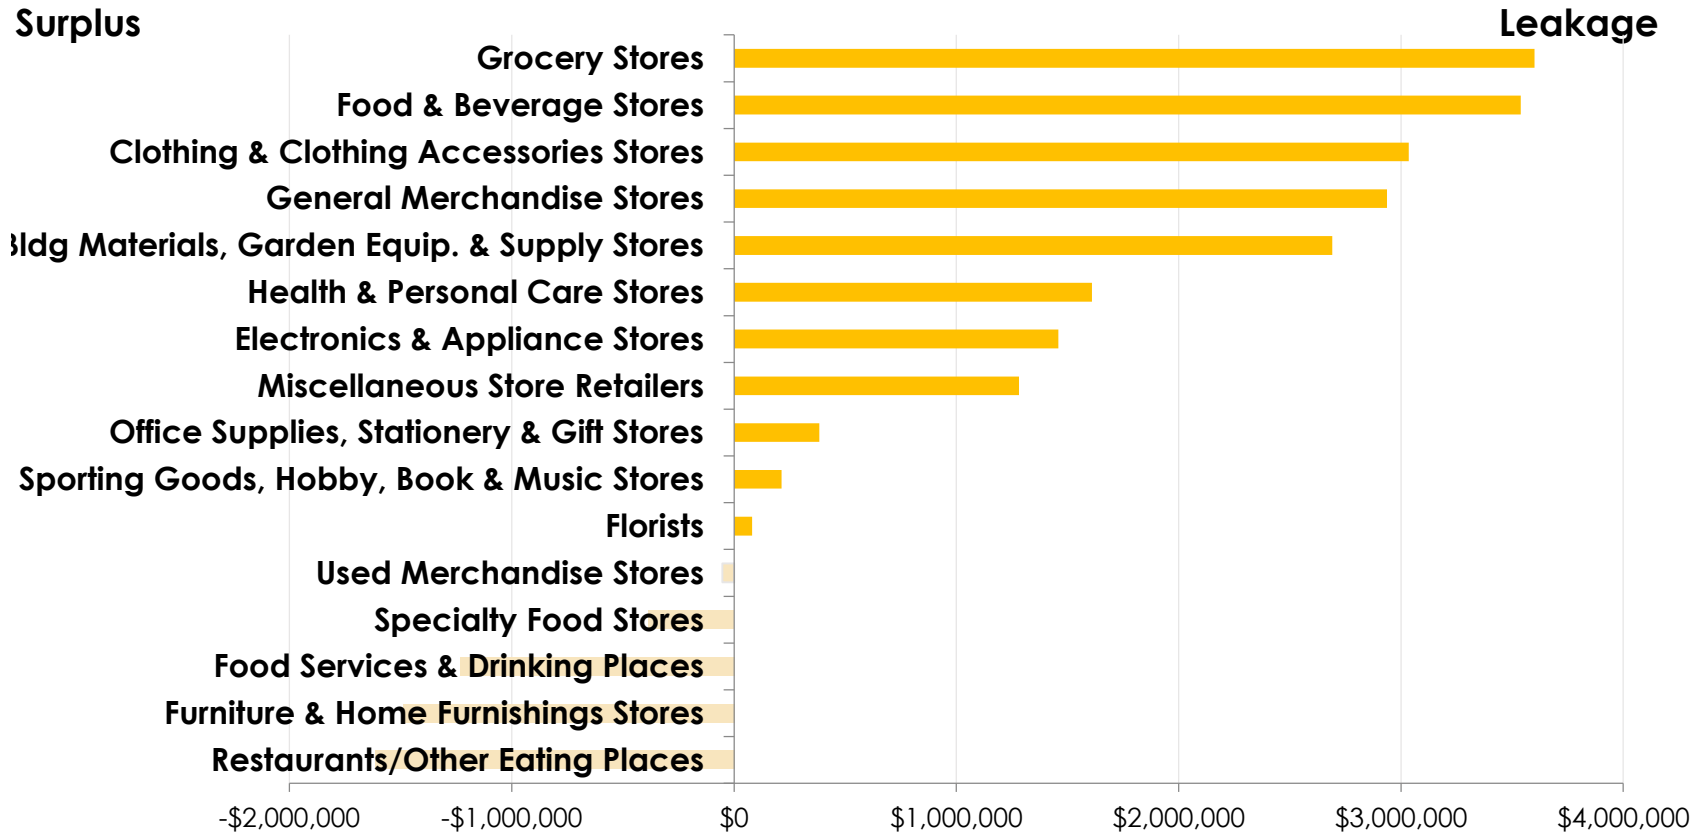 Surplus
Leakage
Grocery Stores
Food & Beverage Stores
Clothing & Clothing Accessories Stores
General Merchandise Stores
Bldg Materials, Garden Equip. & Supply Stores
Health & Personal Care Stores
Electronics & Appliance Stores
Miscellaneous Store Retailers
Office Supplies, Stationery & Gift Stores
Sporting Goods, Hobby, Book & Music Stores
Florists
Used Merchandise Stores
Specialty Food Stores
Food Services & Drinking Places
Furniture & Home Furnishings Stores
Restaurants/Other Eating Places
-$2,000,000 -$1,000,000 $0 $1,000,000 $2,000,000 $3,000,000 $4,000,000